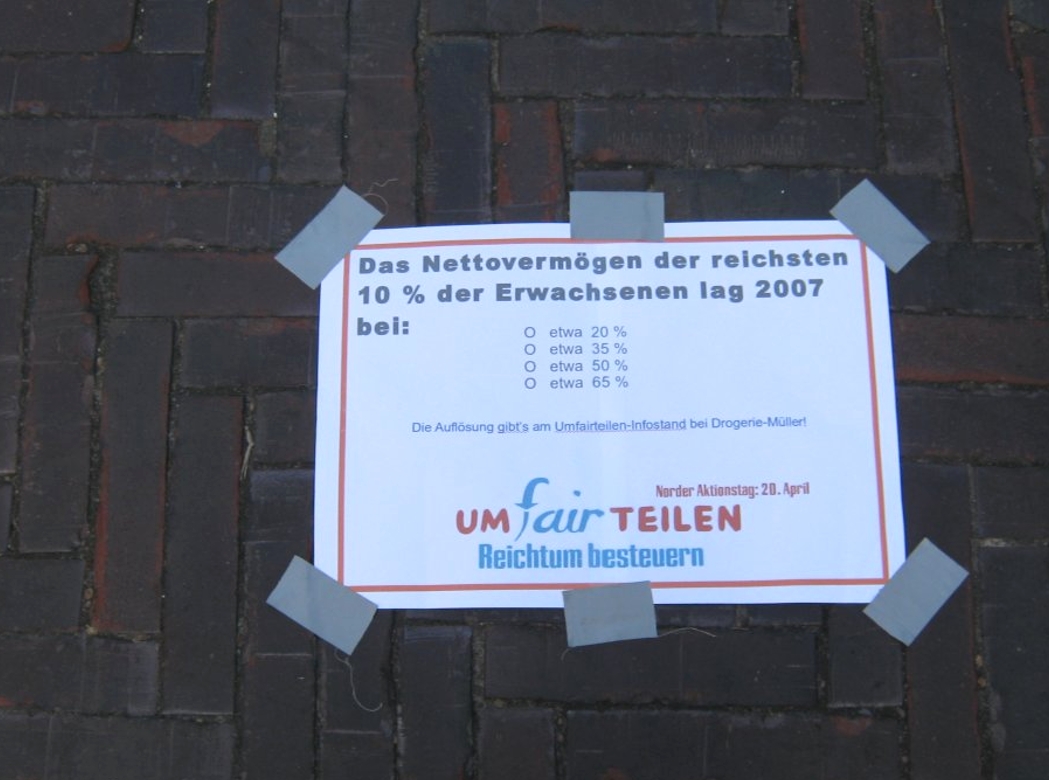 Das Nettovermögen der reichsten
10 % der Erwachsenen lag 2007
bei:
O etwa 20 %
O etwa 35 %
O etwa 50 %
O etwa 65 %
Die Auflösung gibt's am Umfairteilen-Infostand bei Drogerie-Müller!
Norder Aktionstag: 20. April
UMfairTEILEN
Reichtum besteuern